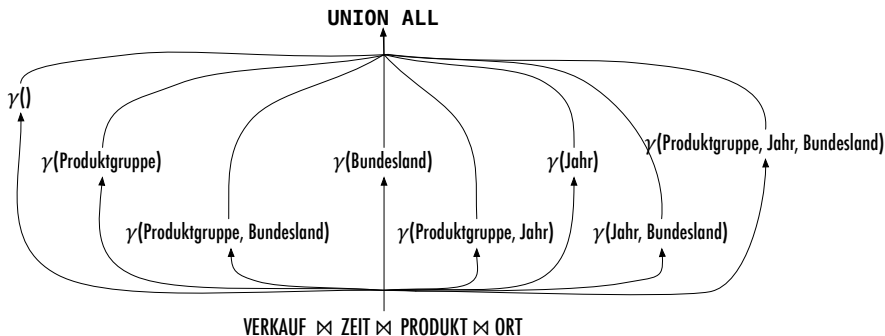 UNION ALL
γ()
γ(Produktgruppe)
γ(Bundesland)
γ(Jahr)
γ(Produktgruppe, Jahr, Bundesland)
γ(Produktgruppe, Bundesland)
γ(Produktgruppe, Jahr)
γ(Jahr, Bundesland)
VERKAUF ⋈ ZEIT ⋈ PRODUKT ⋈ ORT